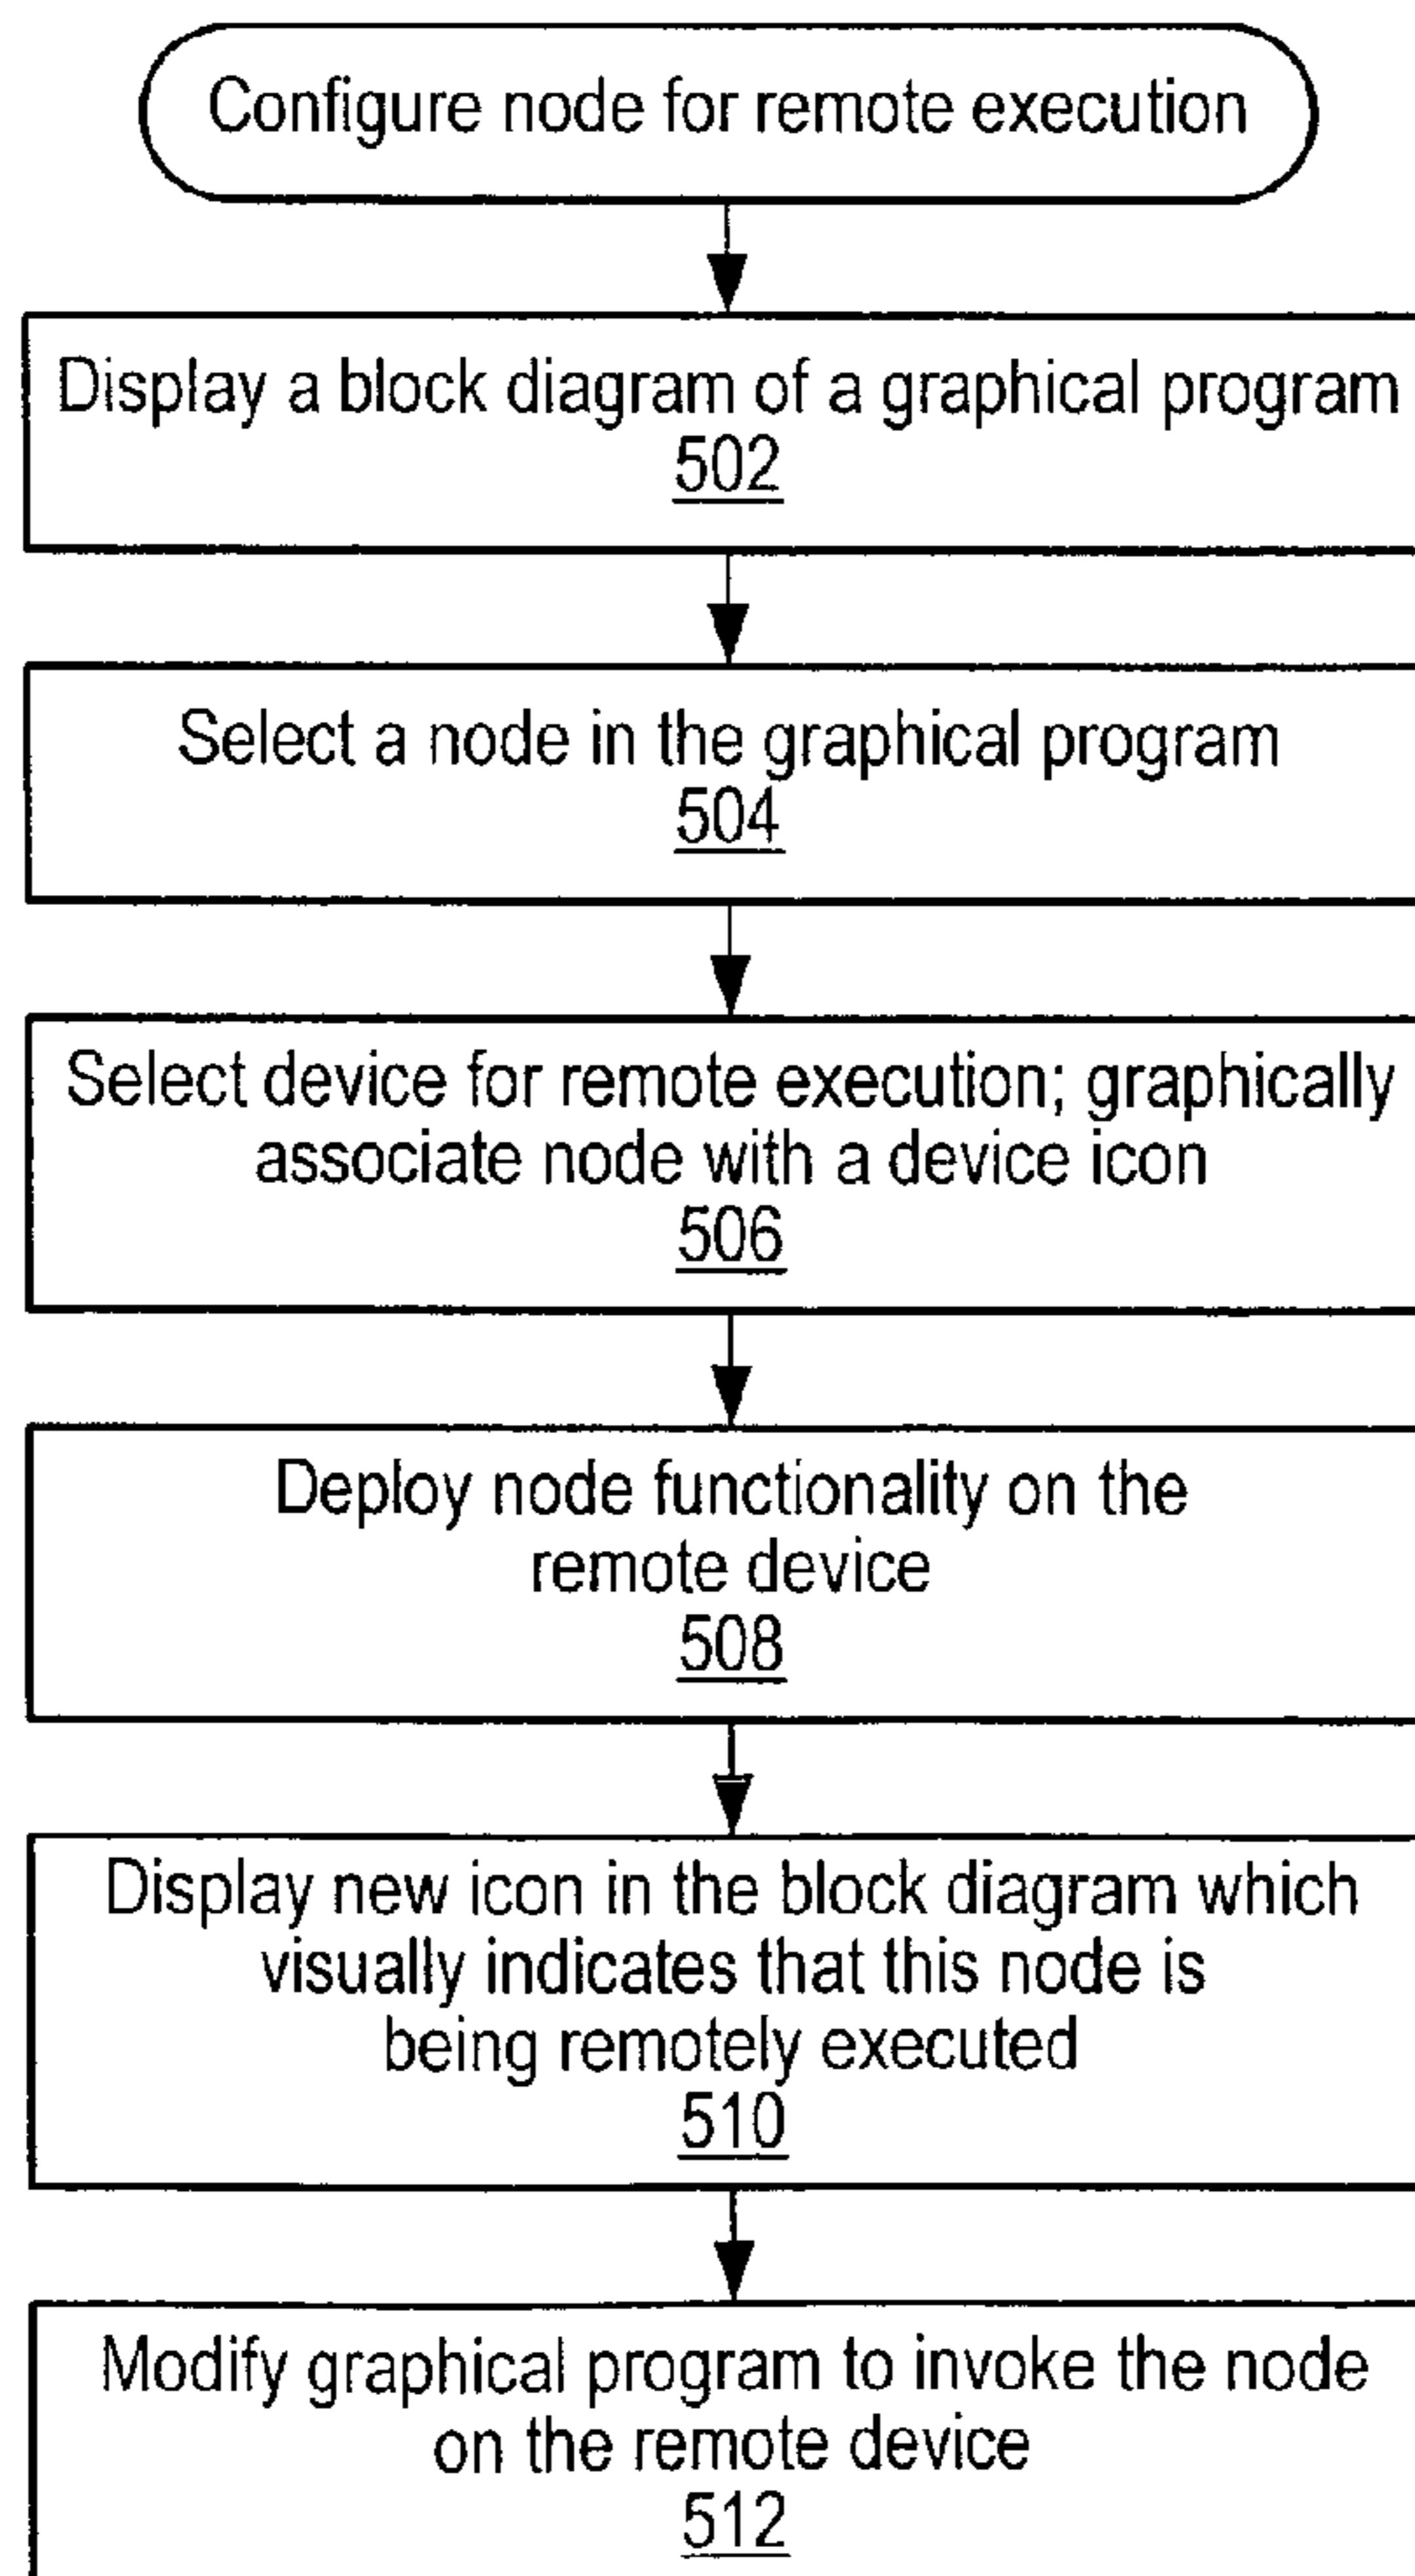 Configure node for remote execution
Display a block diagram of a graphical program
502
Select a node in the graphical program
504
Select device for remote execution; graphically
associate node with a device icon
506
Deploy node functionality on the
remote device
508
Display new icon in the block diagram which
visually indicates that this node is
being remotely executed
510
Modify graphical program to invoke the node
on the remote device
512